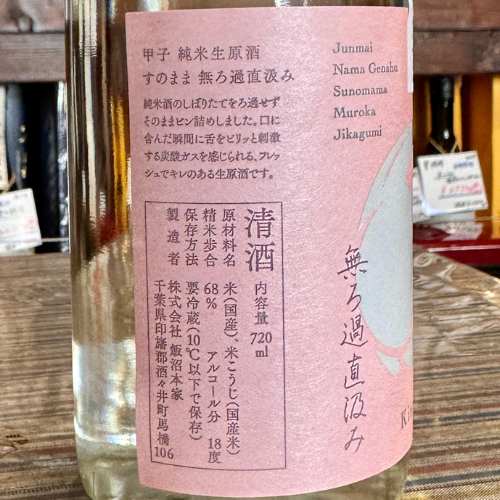 甲子 純米生原酒
すのまま 無ろ過直汲み
純米酒のしぼりたてをろ過せず
そのままビン詰めしました。口に
含んだ瞬間に舌をピリッと刺激
する炭酸ガスを感じられる、フレッ
シュでキレのある生原酒です。
Junmai
Nama Genshu
Sunomama
Muroka
Jikagumi
清酒 内容量 720ml
原材料名 米(国産)、米こうじ(国産米)
精米歩合 68% アルコール分 18度
保存方法 要冷蔵(10℃以下で保存)
製造者 株式会社 飯沼本家
千葉県印旛郡酒々井町馬橋106
無ろ過直汲み